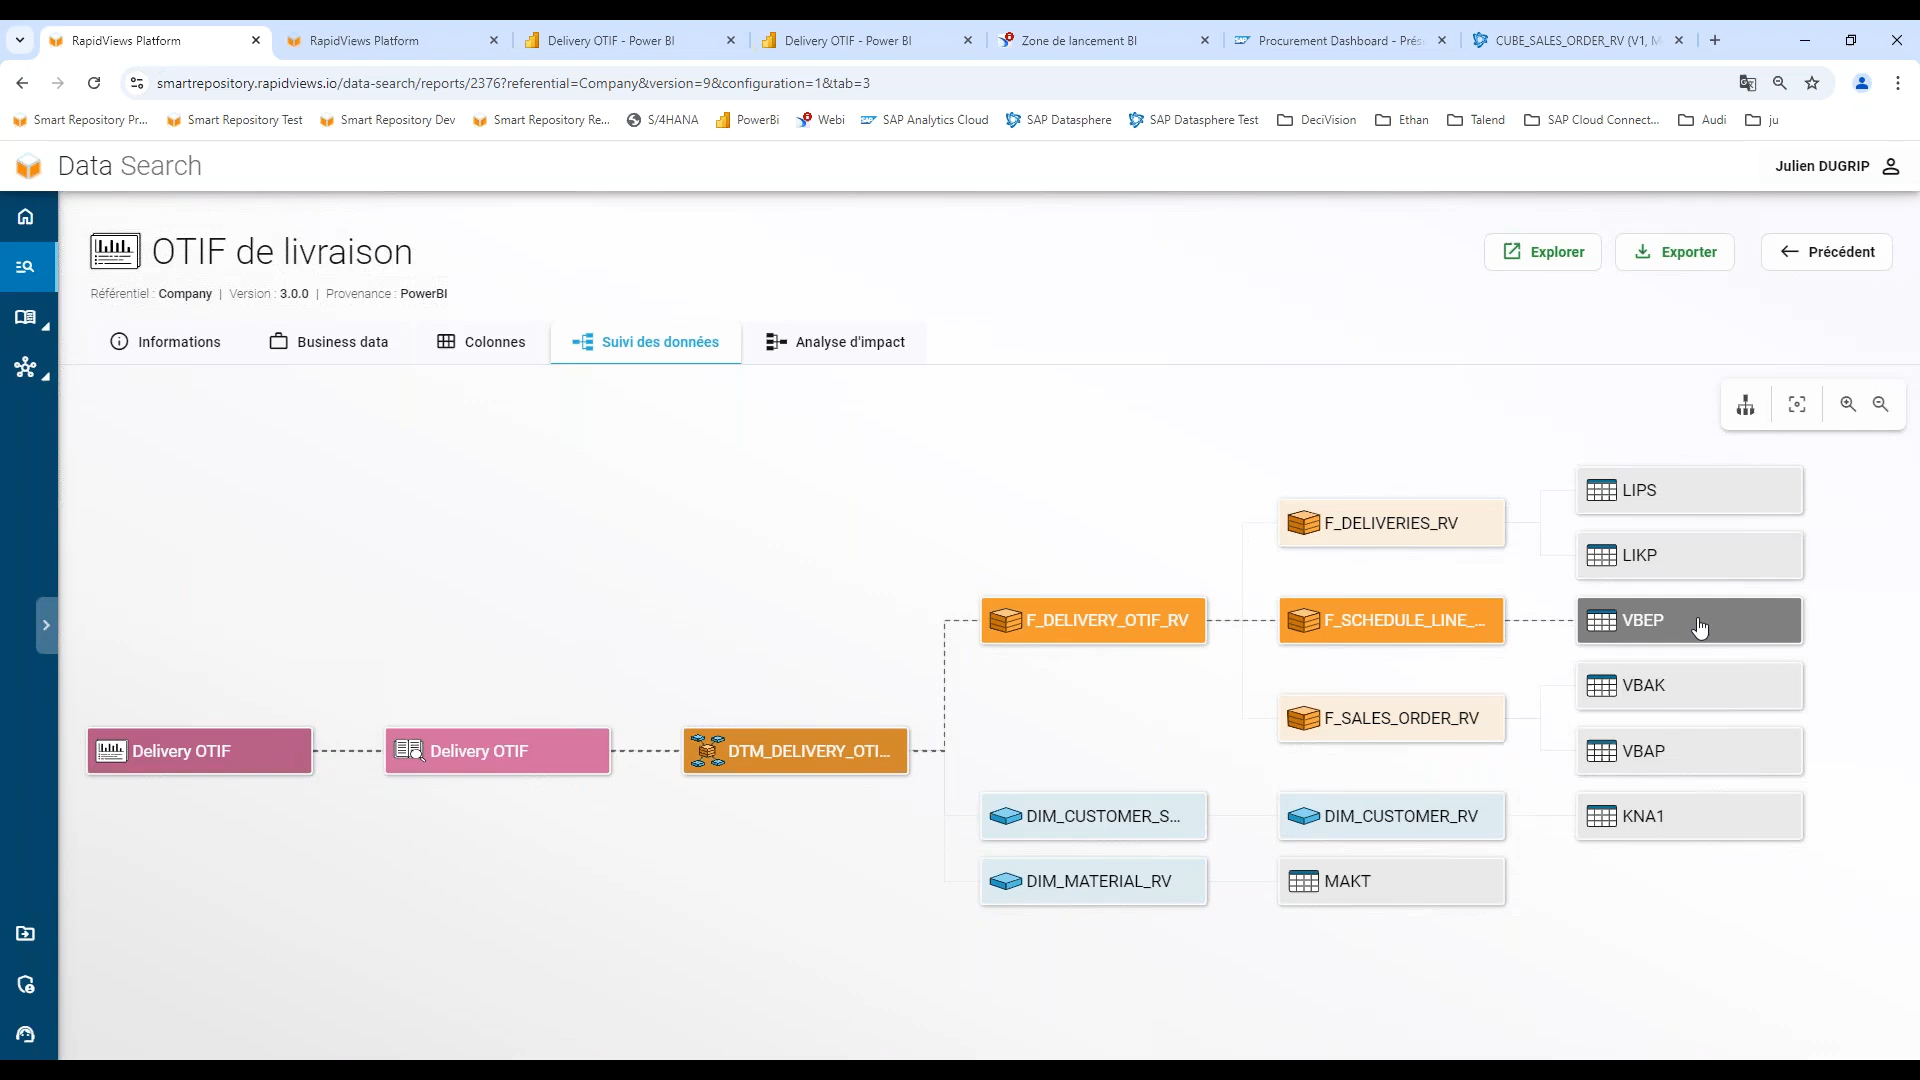 RapidViews Platform
RapidViews Platform
Delivery OTIF - Power BI
Delivery OTIF - Power BI
Zone de lancement BI
Procurement Dashboard - Prés
CUBE_SALES_ORDER_RV (V1, M
smartrepository.rapidviews.io/data-search/reports/2376?referential=Company&version=9&configuration=1&tab=3
Smart Repository Pr...
Smart Repository Test
Smart Repository Dev
Smart Repository Re...
S/4HANA
PowerBi
Webi
SAP Analytics Cloud
SAP Datasphere
SAP Datasphere Test
DeciVision
Ethan
Talend
SAP Cloud Connect...
Audi
ju
Data Search
Julien DUGRIP
OTIF de livraison
Explorer
Exporter
Précédent
Référentiel : Company | Version : 3.0.0 | Provenance : PowerBI
Informations
Business data
Colonnes
Suivi des données
Analyse d'impact
LIPS
F_DELIVERIES_RV
LIKP
F_DELIVERY_OTIF_RV
F_SCHEDULE_LINE_...
VBEP
VBAK
F_SALES_ORDER_RV
Delivery OTIF
Delivery OTIF
DTM_DELIVERY_OTI...
VBAP
DIM_CUSTOMER_S...
DIM_CUSTOMER_RV
KNA1
DIM_MATERIAL_RV
MAKT